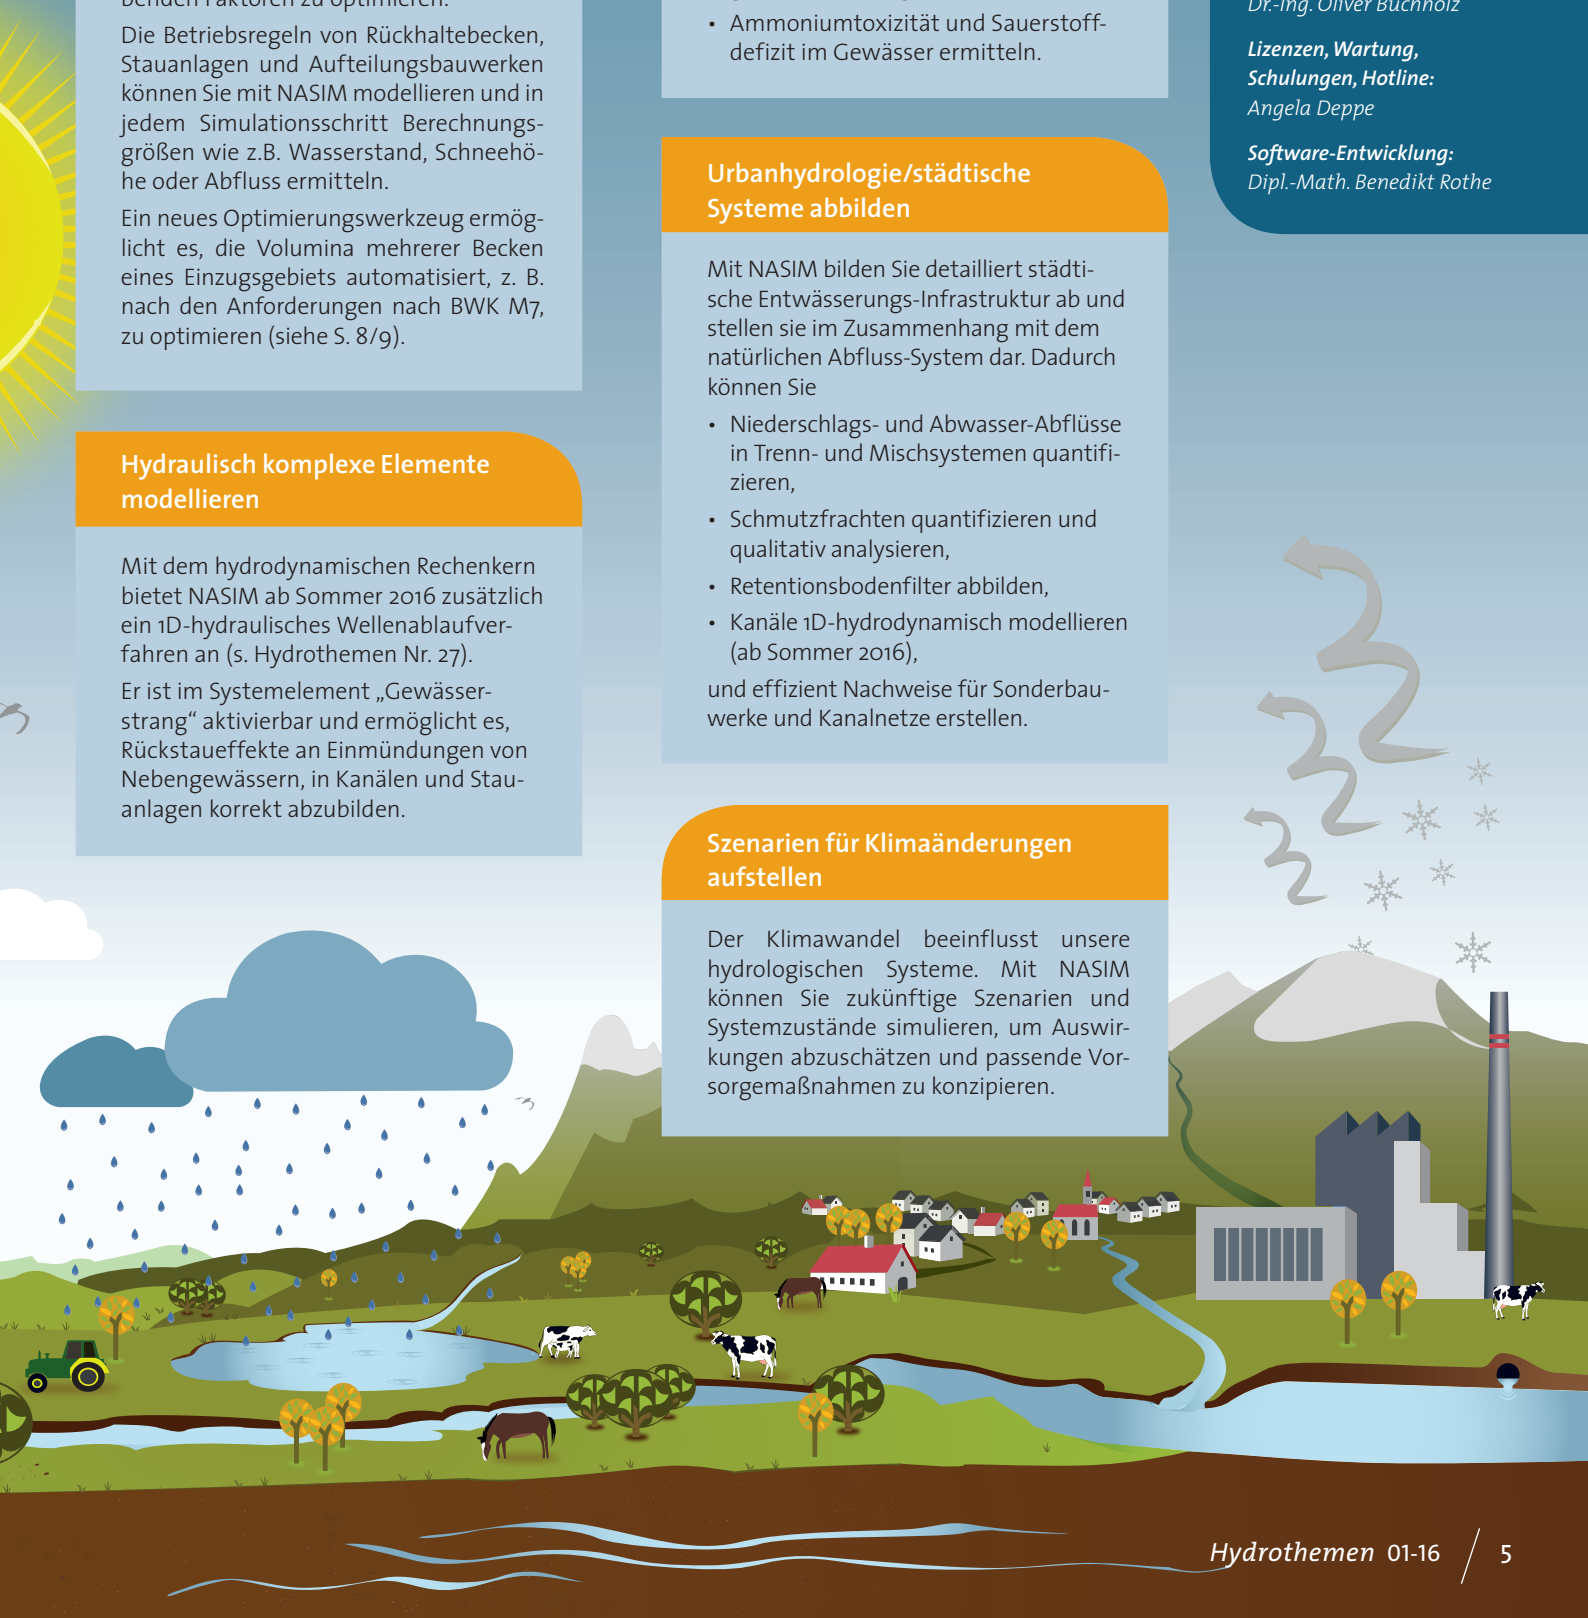 benden Faktoren zu optimieren.
Die Betriebsregeln von Rückhaltebecken,
Stauanlagen und Aufteilungsbauwerken
können Sie mit NASIM modellieren und in
jedem Simulationsschritt Berechnungs-
größen wie z.B. Wasserstand, Schneehö-
he oder Abfluss ermitteln.
Ein neues Optimierungswerkzeug ermög-
licht es, die Volumina mehrerer Becken
eines Einzugsgebiets automatisiert, z. B.
nach den Anforderungen nach BWK M7,
zu optimieren (siehe S. 8/9).
Hydraulisch komplexe Elemente
modellieren
Mit dem hydrodynamischen Rechenkern
bietet NASIM ab Sommer 2016 zusätzlich
ein 1D-hydraulisches Wellenablaufver-
fahren an (s. Hydrothemen Nr. 27).
Er ist im Systemelement „Gewässer-
strang“ aktivierbar und ermöglicht es,
Rückstaueffekte an Einmündungen von
Nebengewässern, in Kanälen und Stau-
anlagen korrekt abzubilden.
• Ammoniumtoxizität und Sauerstoff-
defizit im Gewässer ermitteln.
Urbanhydrologie/städtische
Systeme abbilden
Mit NASIM bilden Sie detailliert städti-
sche Entwässerungs-Infrastruktur ab und
stellen sie im Zusammenhang mit dem
natürlichen Abfluss-System dar. Dadurch
können Sie
• Niederschlags- und Abwasser-Abflüsse
in Trenn- und Mischsystemen quantifi-
zieren,
• Schmutzfrachten quantifizieren und
qualitativ analysieren,
• Retentionsbodenfilter abbilden,
• Kanäle 1D-hydrodynamisch modellieren
(ab Sommer 2016),
und effizient Nachweise für Sonderbau-
werke und Kanalnetze erstellen.
Szenarien für Klimaänderungen
aufstellen
Der Klimawandel beeinflusst unsere
hydrologischen Systeme. Mit NASIM
können Sie zukünftige Szenarien und
Systemzustände simulieren, um Auswir-
kungen abzuschätzen und passende Vor-
sorgemaßnahmen zu konzipieren.
Dr.-Ing. Oliver Buchholz
Lizenzen, Wartung,
Schulungen, Hotline:
Angela Deppe
Software-Entwicklung:
Dipl.-Math. Benedikt Rothe
Hydrothemen 01-16 / 5